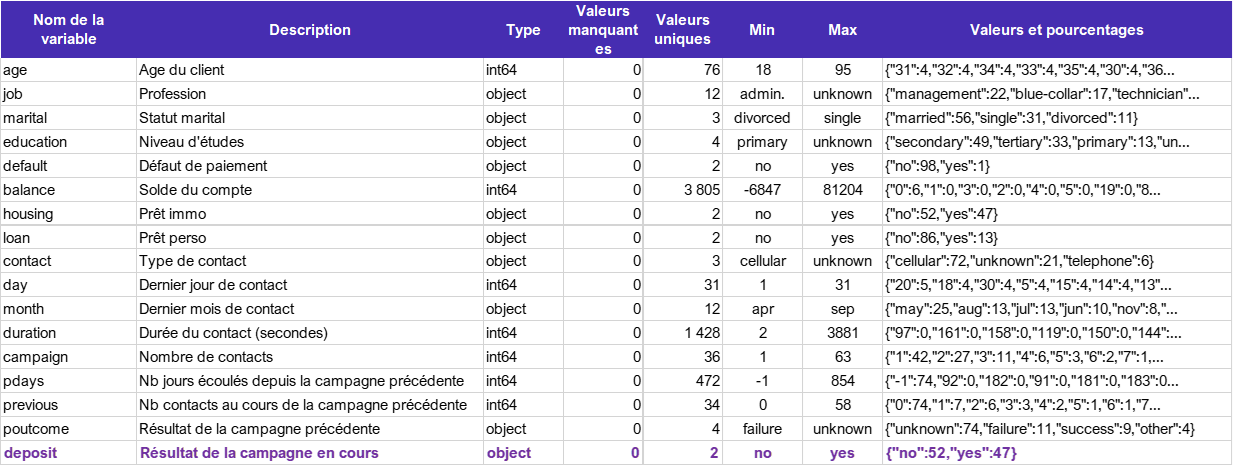 Nom de la variable Description Type Valeurs manquantes Valeurs uniques Min Max Valeurs et pourcentages
age Age du client int64 0 76 18 95 {"31":4,"32":4,"34":4,"33":4,"35":4,"30":4,"36...
job Profession object 0 12 admin. unknown {"management":22,"blue-collar":17,"technician"...
marital Statut marital object 0 3 divorced single {"married":56,"single":31,"divorced":11}
education Niveau d'études object 0 4 primary unknown {"secondary":49,"tertiary":33,"primary":13,"un...
default Défaut de paiement object 0 2 no yes {"no":98,"yes":1}
balance Solde du compte int64 0 3 805 -6847 81204 {"0":6,"1":0,"3":0,"2":0,"4":0,"5":0,"19":0,"8...
housing Prêt immo object 0 2 no yes {"no":52,"yes":47}
loan Prêt perso object 0 2 no yes {"no":86,"yes":13}
contact Type de contact object 0 3 cellular unknown {"cellular":72,"unknown":21,"telephone":6}
day Dernier jour de contact int64 0 31 1 31 {"20":5,"18":4,"30":4,"5":4,"15":4,"14":4,"13"...
month Dernier mois de contact object 0 12 apr sep {"may":25,"aug":13,"jul":13,"jun":10,"nov":8,"...
duration Durée du contact (secondes) int64 0 1 428 2 3881 {"97":0,"161":0,"158":0,"119":0,"150":0,"144":...
campaign Nombre de contacts int64 0 36 1 63 {"1":42,"2":27,"3":11,"4":6,"5":3,"6":2,"7":1,...
pdays Nb jours écoulés depuis la campagne précédente int64 0 472 -1 854 {"-1":74,"92":0,"182":0,"91":0,"181":0,"183":0...
previous Nb contacts au cours de la campagne précédente int64 0 34 0 58 {"0":74,"1":7,"2":6,"3":3,"4":2,"5":1,"6":1,"7...
poutcome Résultat de la campagne précédente object 0 4 failure unknown {"unknown":74,"failure":11,"success":9,"other":4}
deposit Résultat de la campagne en cours object 0 2 no yes {"no":52,"yes":47}